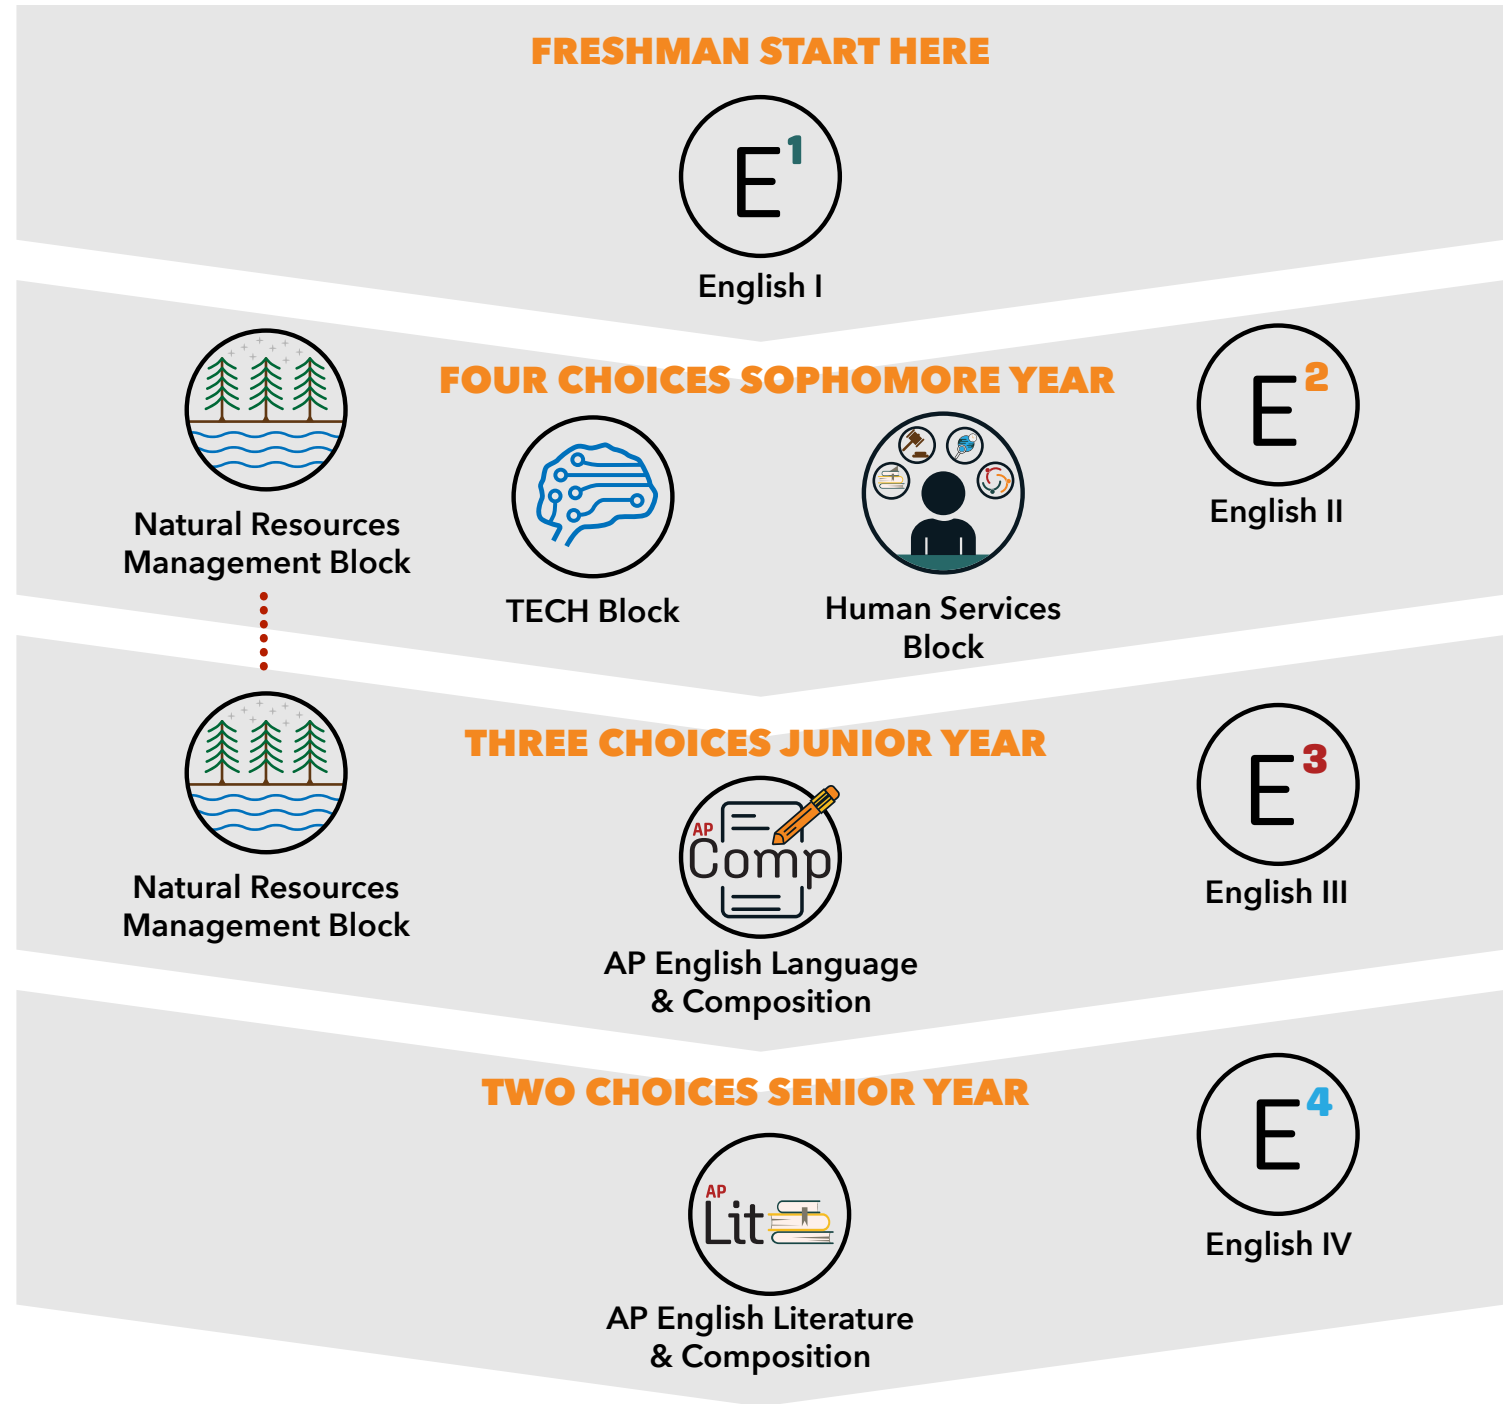 FRESHMAN START HERE
E1
English I
FOUR CHOICES SOPHOMORE YEAR
Natural Resources
Management Block
TECH Block
Human Services
Block
E2
English II
THREE CHOICES JUNIOR YEAR
Natural Resources
Management Block
AP
Comp
AP English Language
& Composition
E3
English III
TWO CHOICES SENIOR YEAR
AP
Lit
AP English Literature
& Composition
E4
English IV